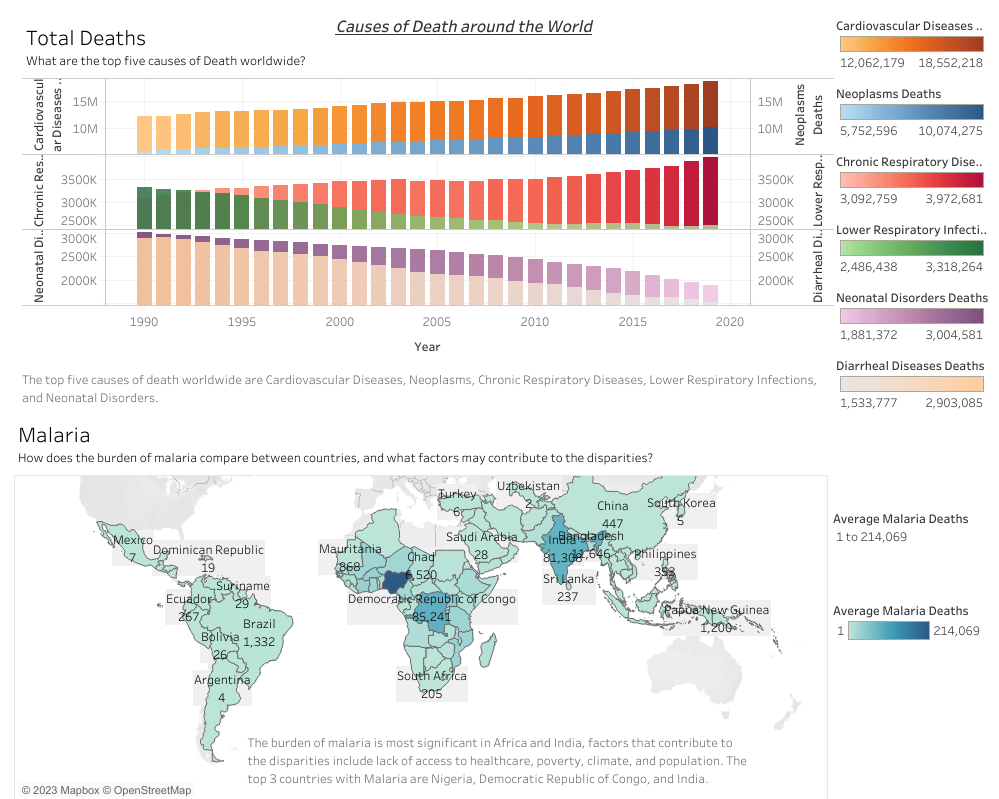 Causes of Death around the World
Total Deaths
What are the top five causes of Death worldwide?
Cardiovascul
ar Diseases ..
15M
10M
15M
10M
Neoplasms
Deaths
Chronic Res..
3500K
3000K
2500K
Lower Resp..
Neonatal Di..
3000K
2500K
2000K
3000K
2500K
2000K
Diarrheal Di..
1990
1995
2000
2005
2010
2015
2020
Year
The top five causes of death worldwide are Cardiovascular Diseases, Neoplasms, Chronic Respiratory Diseases, Lower Respiratory Infections,
and Neonatal Disorders.
Cardiovascular Diseases ..
12,062,179 18,552,218
Neoplasms Deaths
5,752,596 10,074,275
Chronic Respiratory Dise..
3,092,759 3,972,681
Lower Respiratory Infecti..
2,486,438 3,318,264
Neonatal Disorders Deaths
1,881,372 3,004,581
Diarrheal Diseases Deaths
1,533,777 2,903,085
Malaria
How does the burden of malaria compare between countries, and what factors may contribute to the disparities?
Uzbekistan
2
Turkey
6
China
447
South Korea
5
Mexico
7
Dominican Republic
19
Mauritania
868
Chad
6,520
Saudi Arabia
28
India
81,308
Bangladesh
11,646
Philippines
353
Sri Lanka
237
Suriname
29
Ecuador
267
Brazil
1,332
Democratic Republic of Congo
85,241
Papua New Guinea
1,200
Bolivia
26
Argentina
4
South Africa
205
The burden of malaria is most significant in Africa and India, factors that contribute to
the disparities include lack of access to healthcare, poverty, climate, and population. The
top 3 countries with Malaria are Nigeria, Democratic Republic of Congo, and India.
© 2023 Mapbox © OpenStreetMap
Average Malaria Deaths
1 to 214,069
Average Malaria Deaths
1 214,069